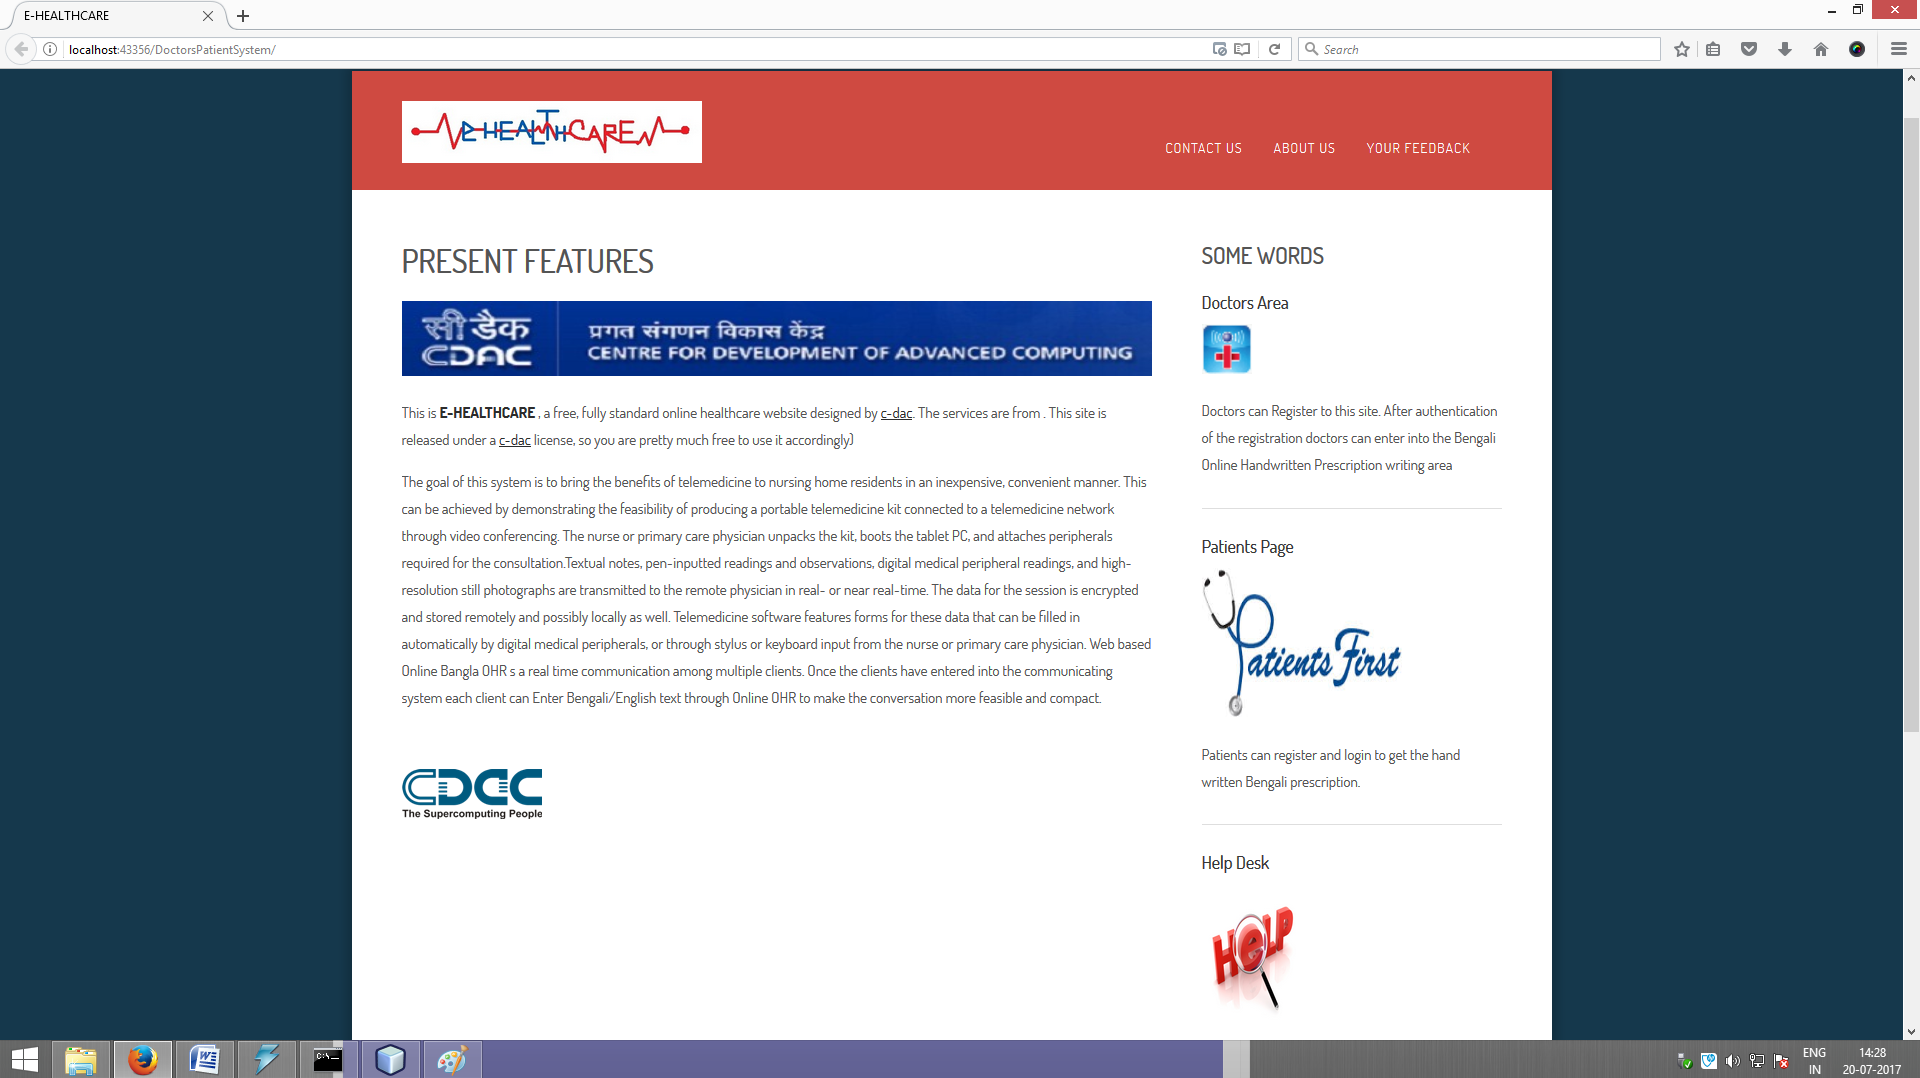 E-HEALTHCARE
localhost:43356/DoctorsPatientSystem/
Search
E HEALTHCARE
CONTACT US
ABOUT US
YOUR FEEDBACK
PRESENT FEATURES
सी डैक
CDAC
प्रगत संगणन विकास केंद्र
CENTRE FOR DEVELOPMENT OF ADVANCED COMPUTING
This is E-HEALTHCARE , a free, fully standard online healthcare website designed by c-dac. The services are from . This site is
released under a c-dac license, so you are pretty much free to use it accordingly)
The goal of this system is to bring the benefits of telemedicine to nursing home residents in an inexpensive, convenient manner. This
can be achieved by demonstrating the feasibility of producing a portable telemedicine kit connected to a telemedicine network
through video conferencing. The nurse or primary care physician unpacks the kit, boots the tablet PC, and attaches peripherals
required for the consultation.Textual notes, pen-inputted readings and observations, digital medical peripheral readings, and high-
resolution still photographs are transmitted to the remote physician in real- or near real-time. The data for the session is encrypted
and stored remotely and possibly locally as well. Telemedicine software features forms for these data that can be filled in
automatically by digital medical peripherals, or through stylus or keyboard input from the nurse or primary care physician. Web based
Online Bangla OHR s a real time communication among multiple clients. Once the clients have entered into the communicating
system each client can Enter Bengali/English text through Online OHR to make the conversation more feasible and compact.
CDAC
The Supercomputing People
SOME WORDS
Doctors Area
Doctors can Register to this site. After authentication
of the registration doctors can enter into the Bengali
Online Handwritten Prescription writing area
Patients Page
Patients First
Patients can register and login to get the hand
written Bengali prescription.
Help Desk
HELP
C:\_
ENG
IN
14:28
20-07-2017